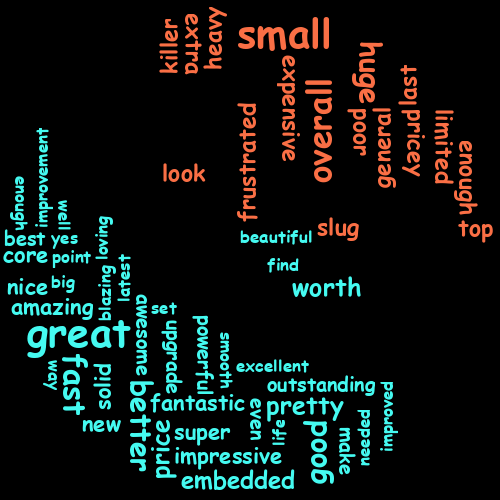 killer
extra
heavy
small
expensive
overall
huge
poor
general
last
pricey
limited
enough
top
frustrated
look
slug
beautiful
find
worth
improvement
enough
well
best
yes
core
point
loving
blazing
latest
nice
big
amazing
great
awesome
set
upgrade
powerful
smooth
excellent
way
fast
solid
better
outstanding
fantastic
pretty
new
price
super
even
life
good
make
needed
improved
impressive
embedded